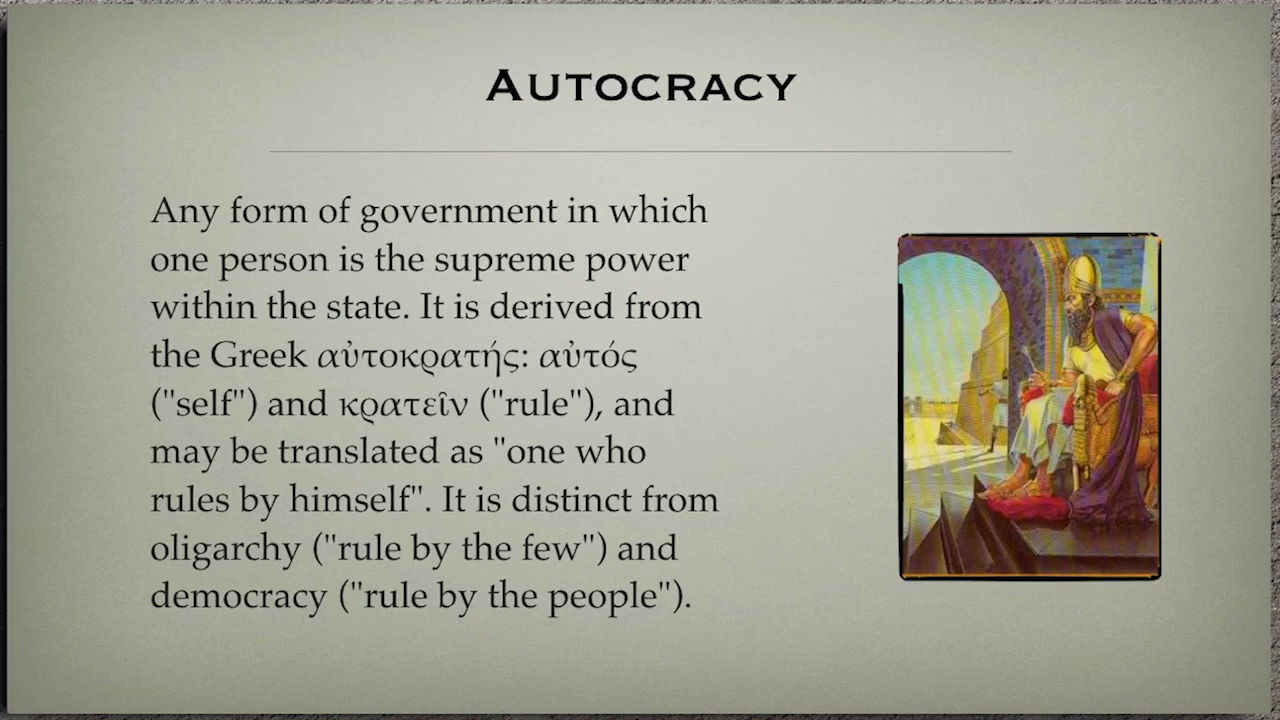 AUTOCRACY
Any form of government in which
one person is the supreme power
within the state. It is derived from
the Greek αὐτοκρατής: αὐτός
("self") and κρατεῖν ("rule"), and
may be translated as "one who
rules by himself". It is distinct from
oligarchy ("rule by the few") and
democracy ("rule by the people").